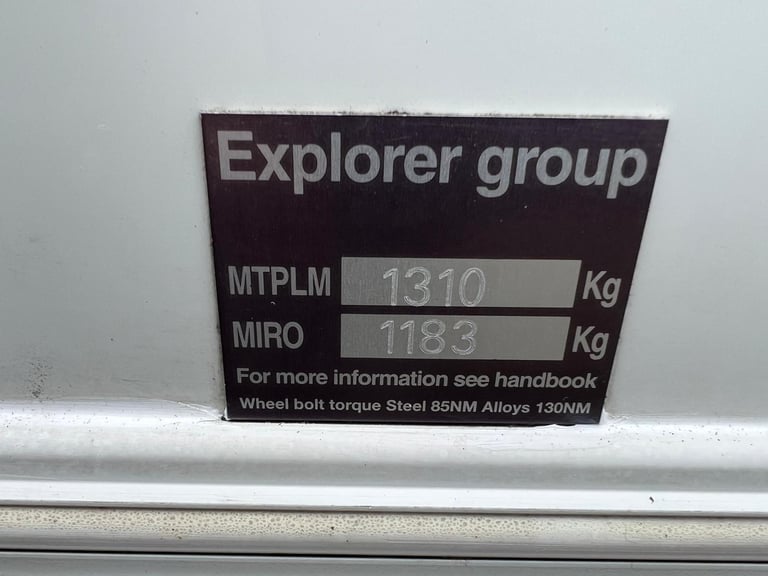 Explorer group
MTPLM 1310 Kg
MIRO 1183 Kg
For more information see handbook
Wheel bolt torque Steel 85NM Alloys 130NM